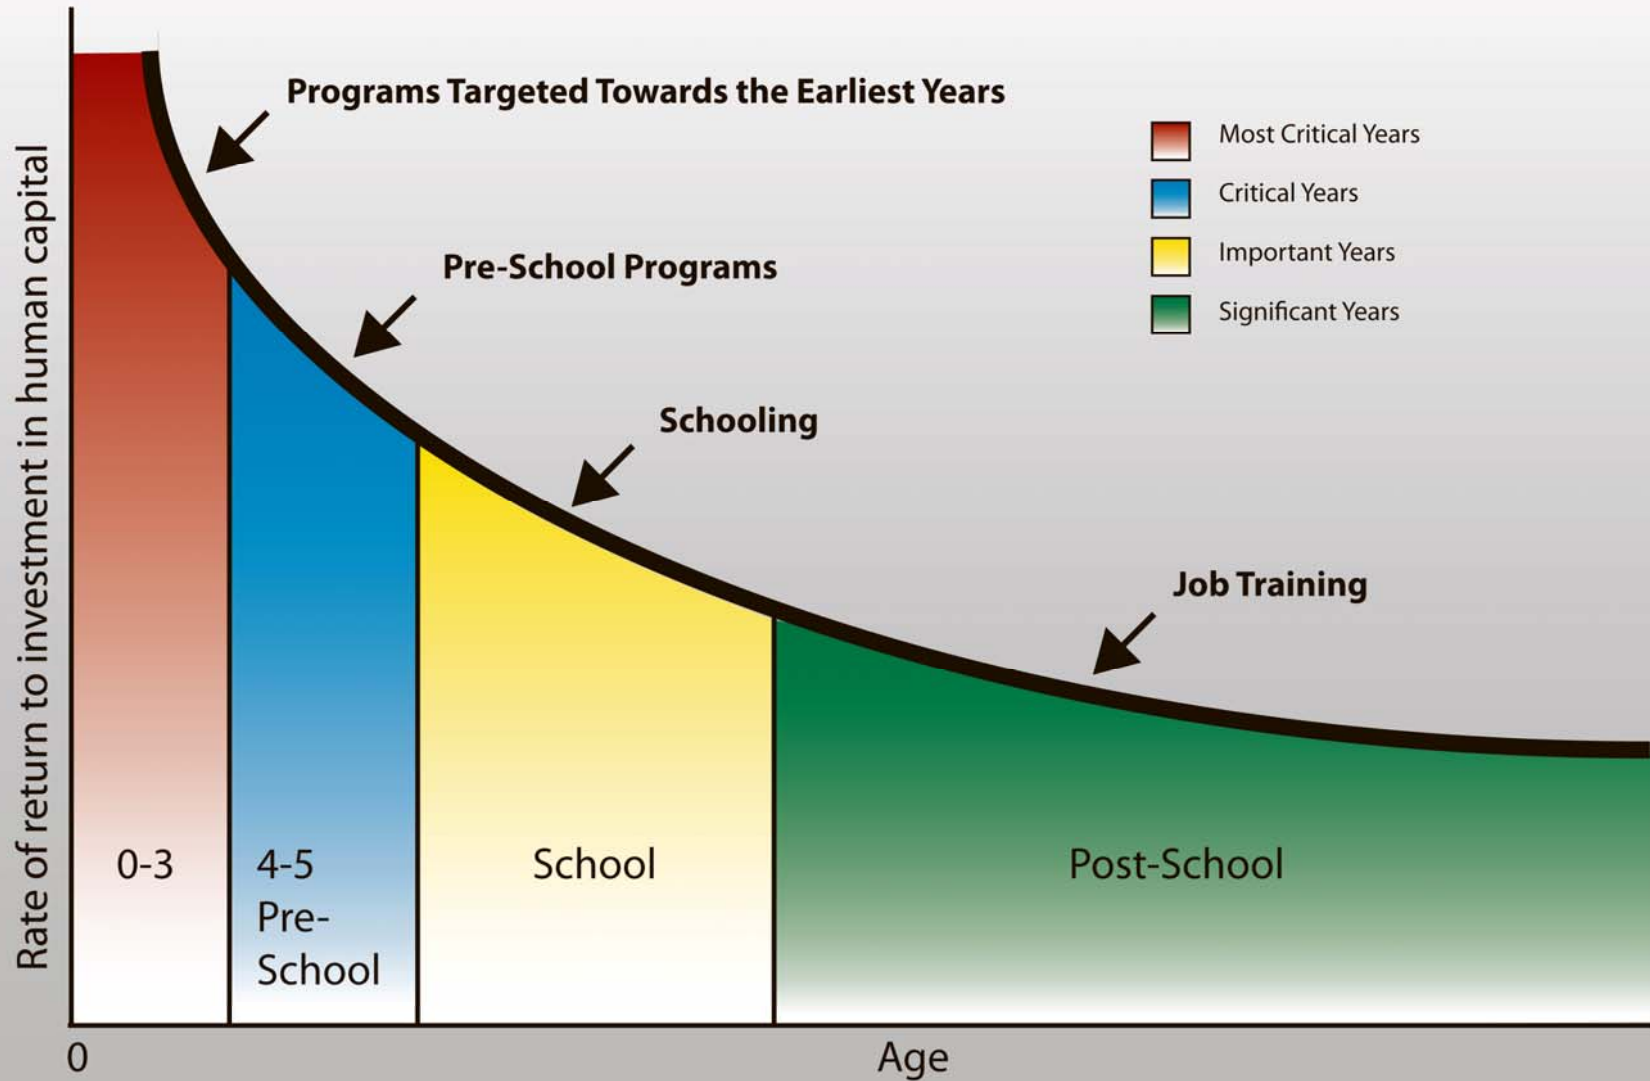 Rate of return to investment in human capital
Programs Targeted Towards the Earliest Years
Pre-School Programs
Schooling
Job Training
Most Critical Years
Critical Years
Important Years
Significant Years
0-3
4-5
Pre-
School
School
Post-School
0
Age